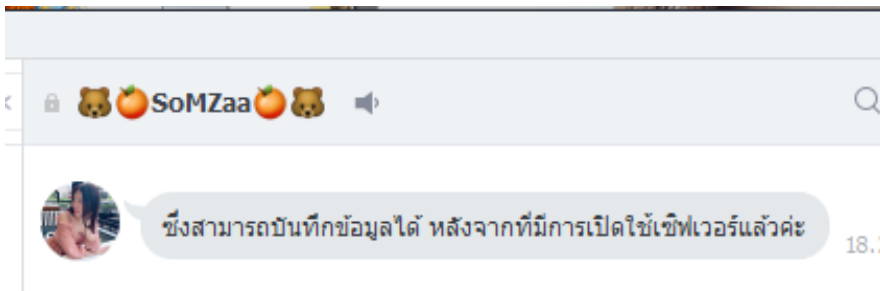 🐻🍊SoMZaa🍊🐻
ซึ่งสามารถบันทึกข้อมูลได้ หลังจากที่มีการเปิดใช้เซิฟเวอร์แล้วค่ะ
18.